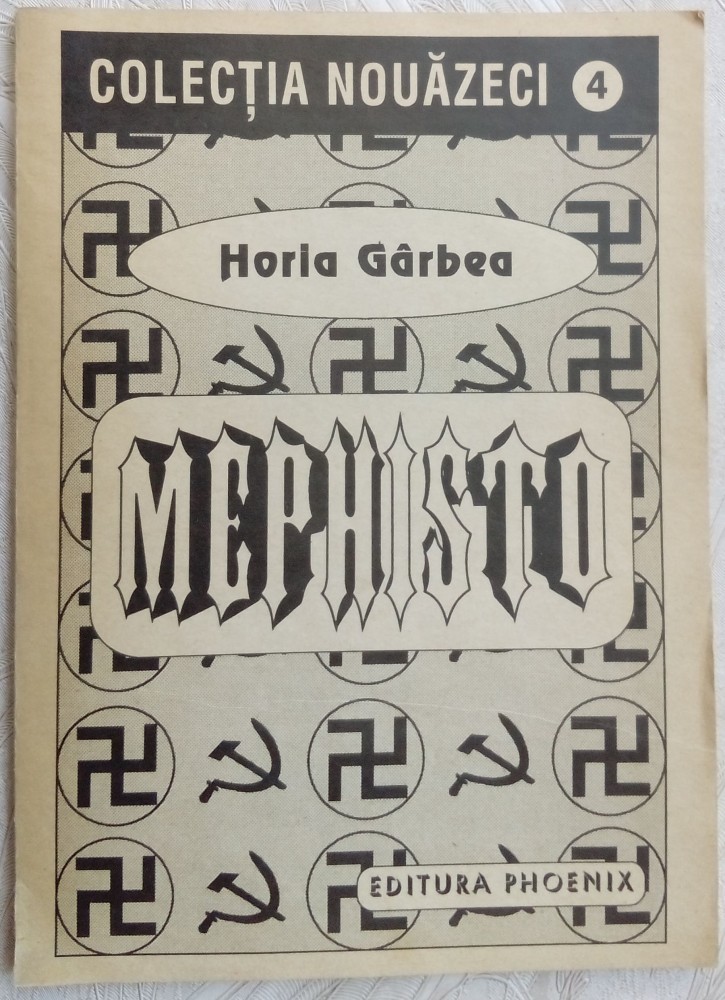 COLECȚIA NOUĂZECI 4
Horia Gârbea
MEPHISTO
EDITURA PHOENIX